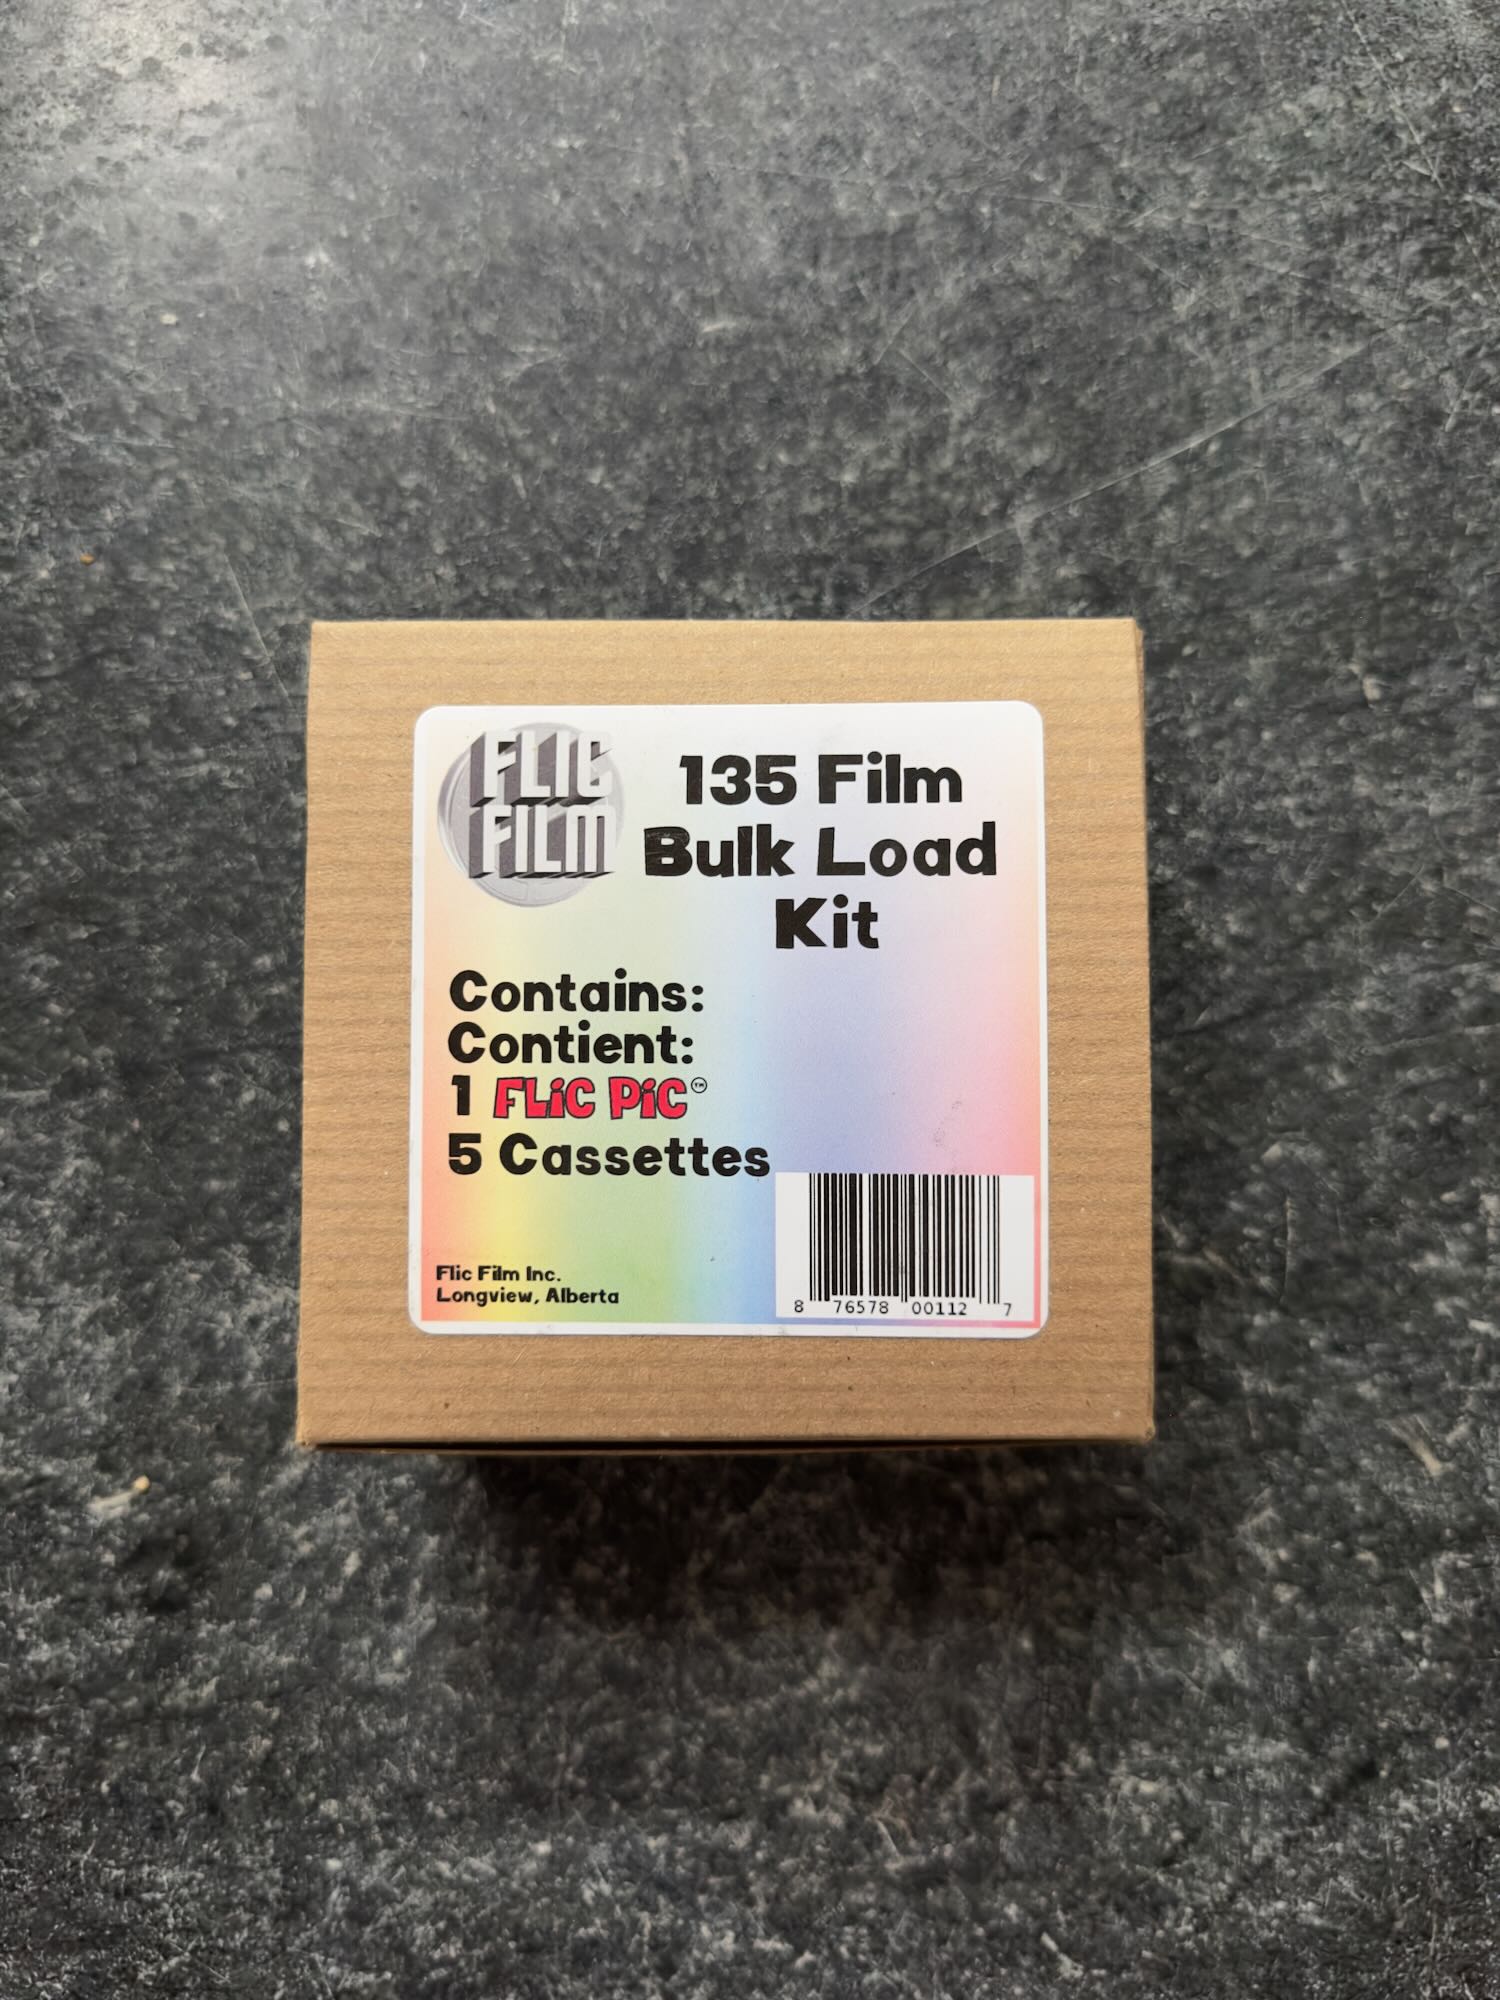 FLIC
FILM
135 Film
Bulk Load
Kit
Contains:
Contient:
1 FLiC PiC™
5 Cassettes
Flic Film Inc.
Longview, Alberta
8 76578 00112 7